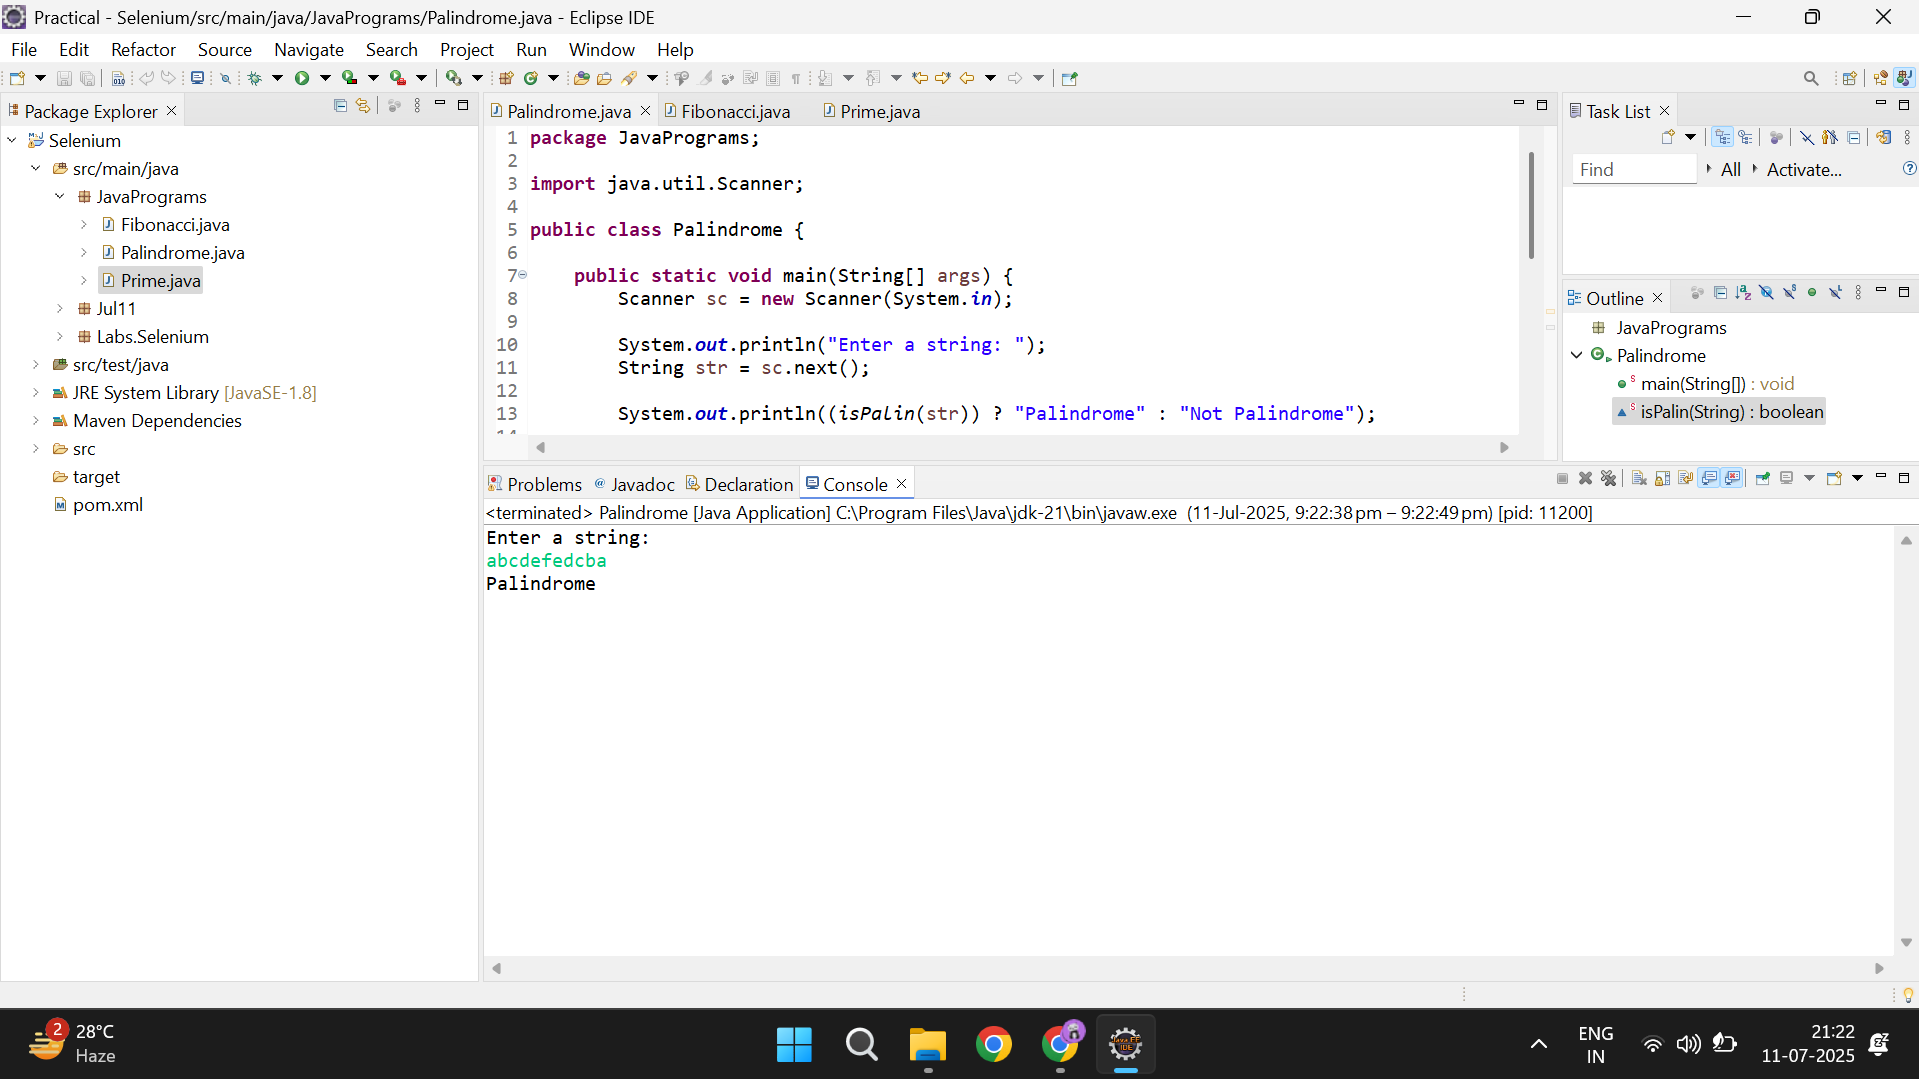 Practical - Selenium/src/main/java/JavaPrograms/Palindrome.java - Eclipse IDE
File Edit Refactor Source Navigate Search Project Run Window Help
Package Explorer
Selenium
src/main/java
JavaPrograms
Fibonacci.java
Palindrome.java
Prime.java
Jul11
Labs.Selenium
src/test/java
JRE System Library [JavaSE-1.8]
Maven Dependencies
src
target
pom.xml
Palindrome.java Fibonacci.java Prime.java
1 package JavaPrograms;
2
3 import java.util.Scanner;
4
5 public class Palindrome {
6
7 public static void main(String[] args) {
8 Scanner sc = new Scanner(System.in);
9
10 System.out.println("Enter a string: ");
11 String str = sc.next();
12
13 System.out.println((isPalin(str)) ? "Palindrome" : "Not Palindrome");
Task List
Find All Activate...
Outline
JavaPrograms
Palindrome
main(String[]) : void
isPalin(String) : boolean
Problems Javadoc Declaration Console
<terminated> Palindrome [Java Application] C:\Program Files\Java\jdk-21\bin\javaw.exe (11-Jul-2025, 9:22:38 pm – 9:22:49 pm) [pid: 11200]
Enter a string:
abcdefedcba
Palindrome
2
28°C
Haze
ENG
IN
21:22
11-07-2025